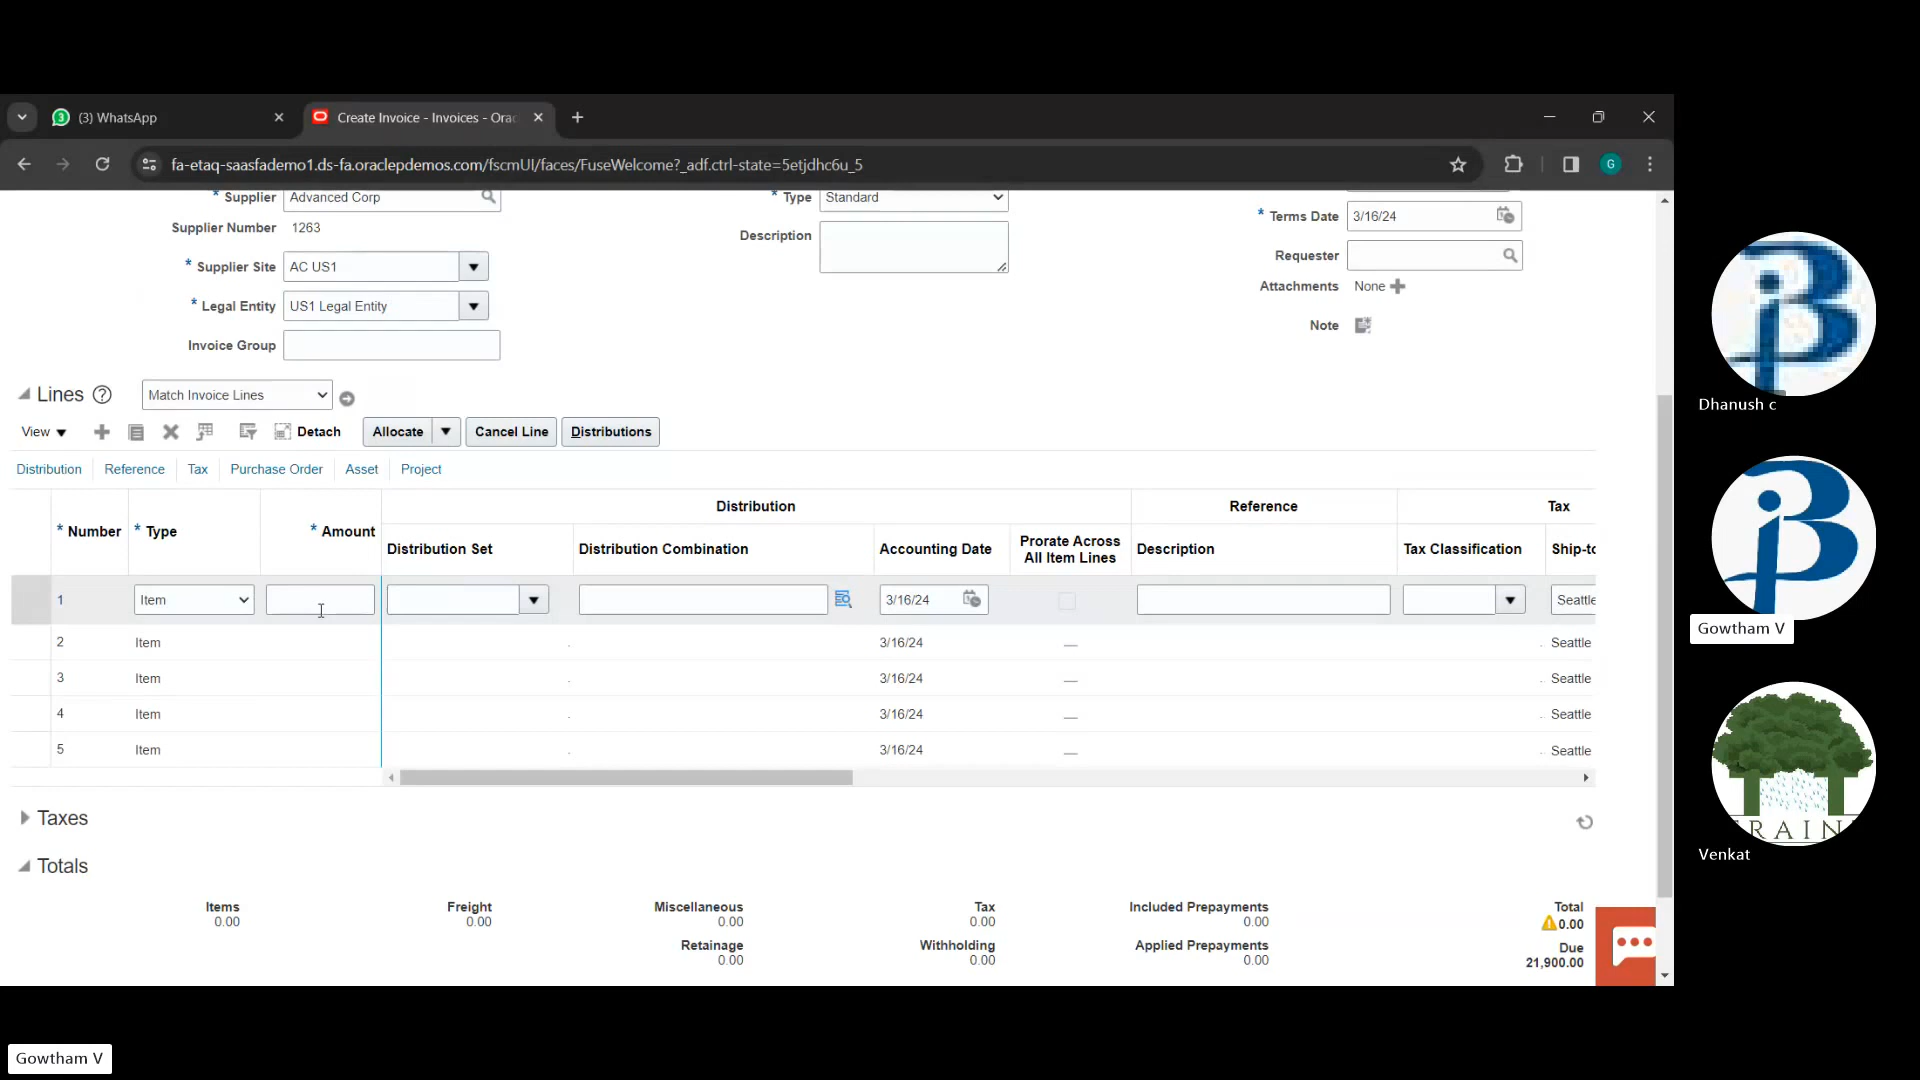 (3) WhatsApp
Create Invoice - Invoices - Orac
fa-etaq-saasfademo1.ds-fa.oraclepdemos.com/fscmUI/faces/FuseWelcome?_adf.ctrl-state=5etjdhc6u_5
G
* Supplier Advanced Corp
* Type Standard
Supplier Number 1263
* Terms Date 3/16/24
Description
Requester
* Supplier Site AC US1
Attachments None
* Legal Entity US1 Legal Entity
Note
Invoice Group
Lines Match Invoice Lines
View Detach Allocate Cancel Line Distributions
Distribution Reference Tax Purchase Order Asset Project
* Number * Type * Amount Distribution Reference Tax
Distribution Set Distribution Combination Accounting Date Prorate Across All Item Lines Description Tax Classification Ship-to
1 Item 3/16/24 Seattle
2 Item 3/16/24 Seattle
3 Item 3/16/24 Seattle
4 Item 3/16/24 Seattle
5 Item 3/16/24 Seattle
Taxes
Totals
Items 0.00
Freight 0.00
Miscellaneous 0.00
Tax 0.00
Included Prepayments 0.00
Total 0.00
Retainage 0.00
Withholding 0.00
Applied Prepayments 0.00
Due 21,900.00
Dhanush c
Gowtham V
RAIN
Venkat
Gowtham V